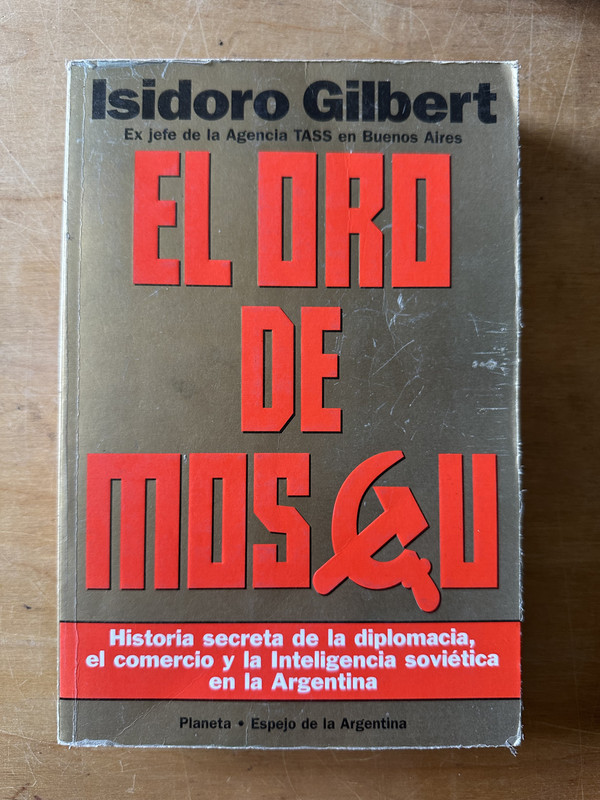 Isidoro Gilbert
Ex jefe de la Agencia TASS en Buenos Aires
EL ORO
DE
MOSCU
Historia secreta de la diplomacia,
el comercio y la Inteligencia soviética
en la Argentina
Planeta • Espejo de la Argentina